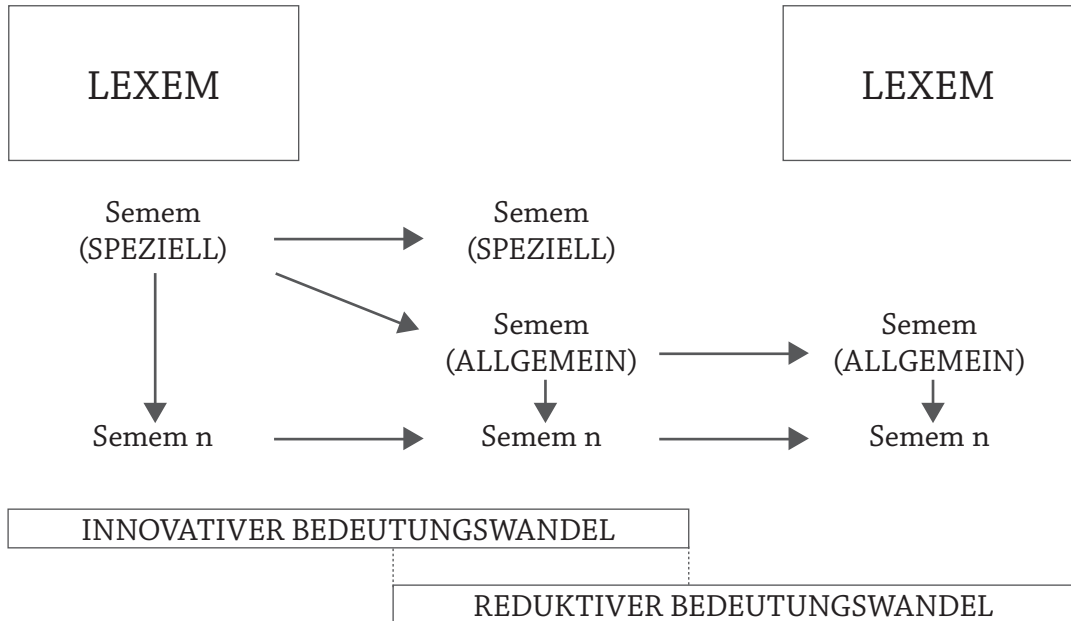 LEXEM
LEXEM
Semem
(SPEZIELL)
Semem
(SPEZIELL)
Semem
(ALLGEMEIN)
Semem
(ALLGEMEIN)
Semem n
Semem n
Semem n
INNOVATIVER BEDEUTUNGSWANDEL
REDUKTIVER BEDEUTUNGSWANDEL